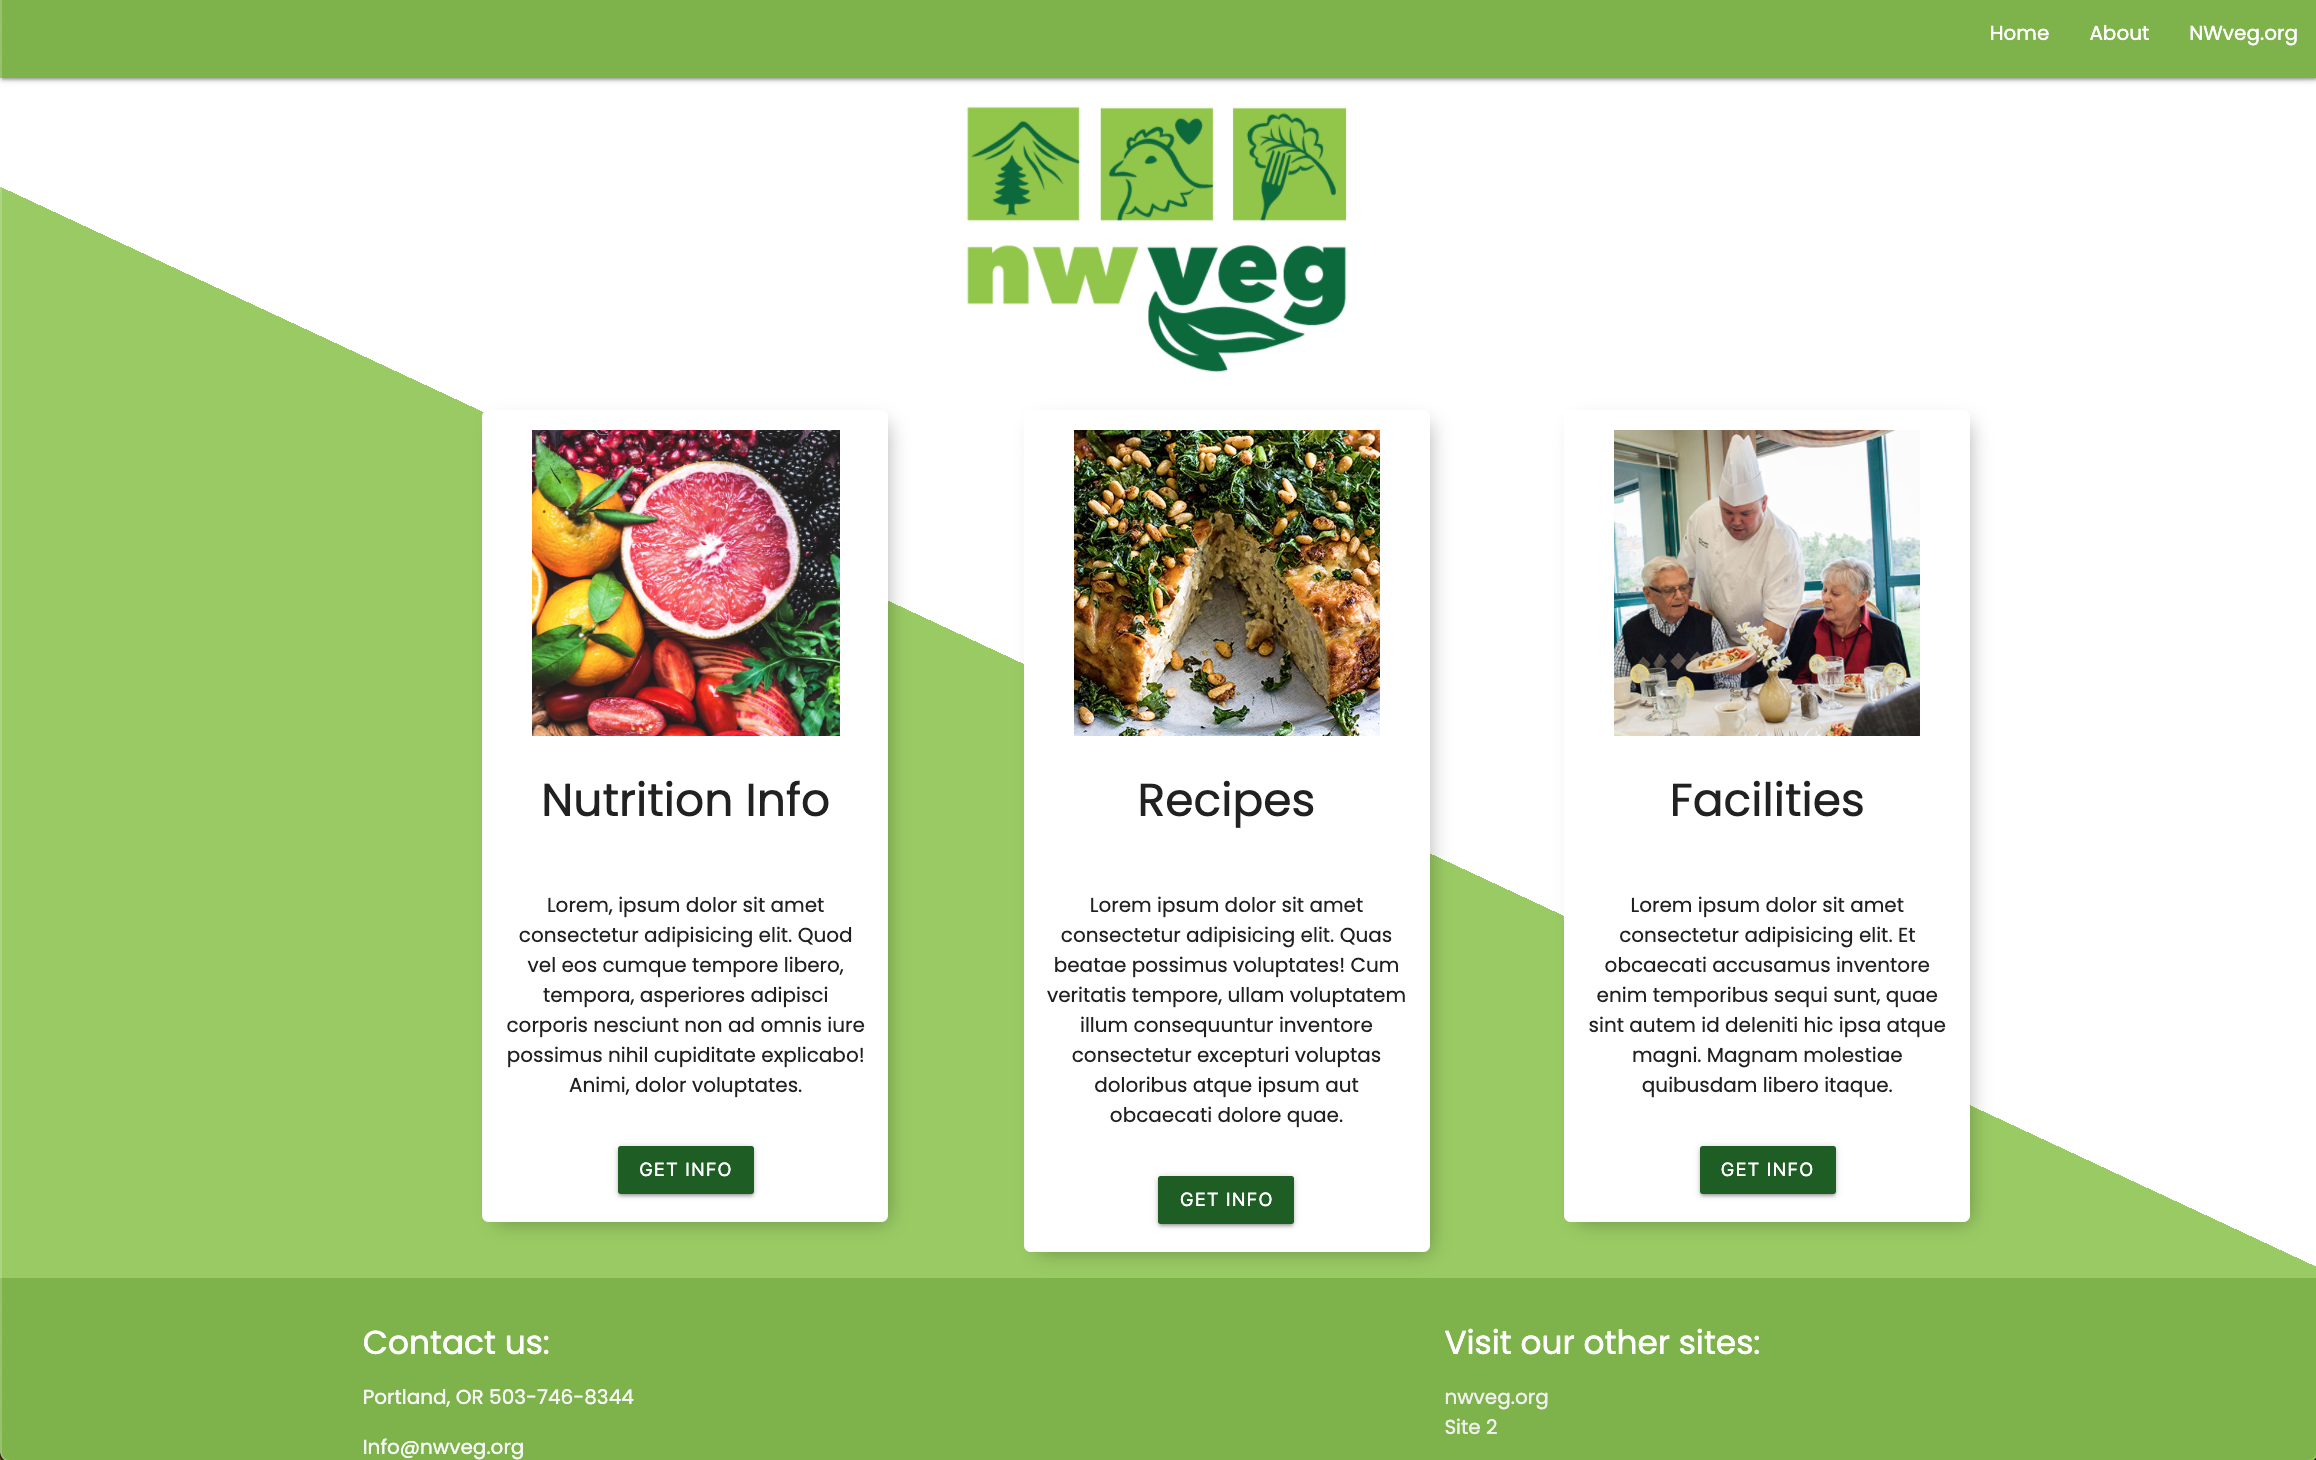 Home About NWveg.org
nwveg
Nutrition Info
Lorem, ipsum dolor sit amet
consectetur adipisicing elit. Quod
vel eos cumque tempore libero,
tempora, asperiores adipisci
corporis nesciunt non ad omnis iure
possimus nihil cupiditate explicabo!
Animi, dolor voluptates.
GET INFO
Recipes
Lorem ipsum dolor sit amet
consectetur adipisicing elit. Quas
beatae possimus voluptates! Cum
veritatis tempore, ullam voluptatem
illum consequuntur inventore
consectetur excepturi voluptas
doloribus atque ipsum aut
obcaecati dolore quae.
GET INFO
Facilities
Lorem ipsum dolor sit amet
consectetur adipisicing elit. Et
obcaecati accusamus inventore
enim temporibus sequi sunt, quae
sint autem id deleniti hic ipsa atque
magni. Magnam molestiae
quibusdam libero itaque.
GET INFO
Contact us:
Portland, OR 503-746-8344
Info@nwveg.org
Visit our other sites:
nwveg.org
Site 2